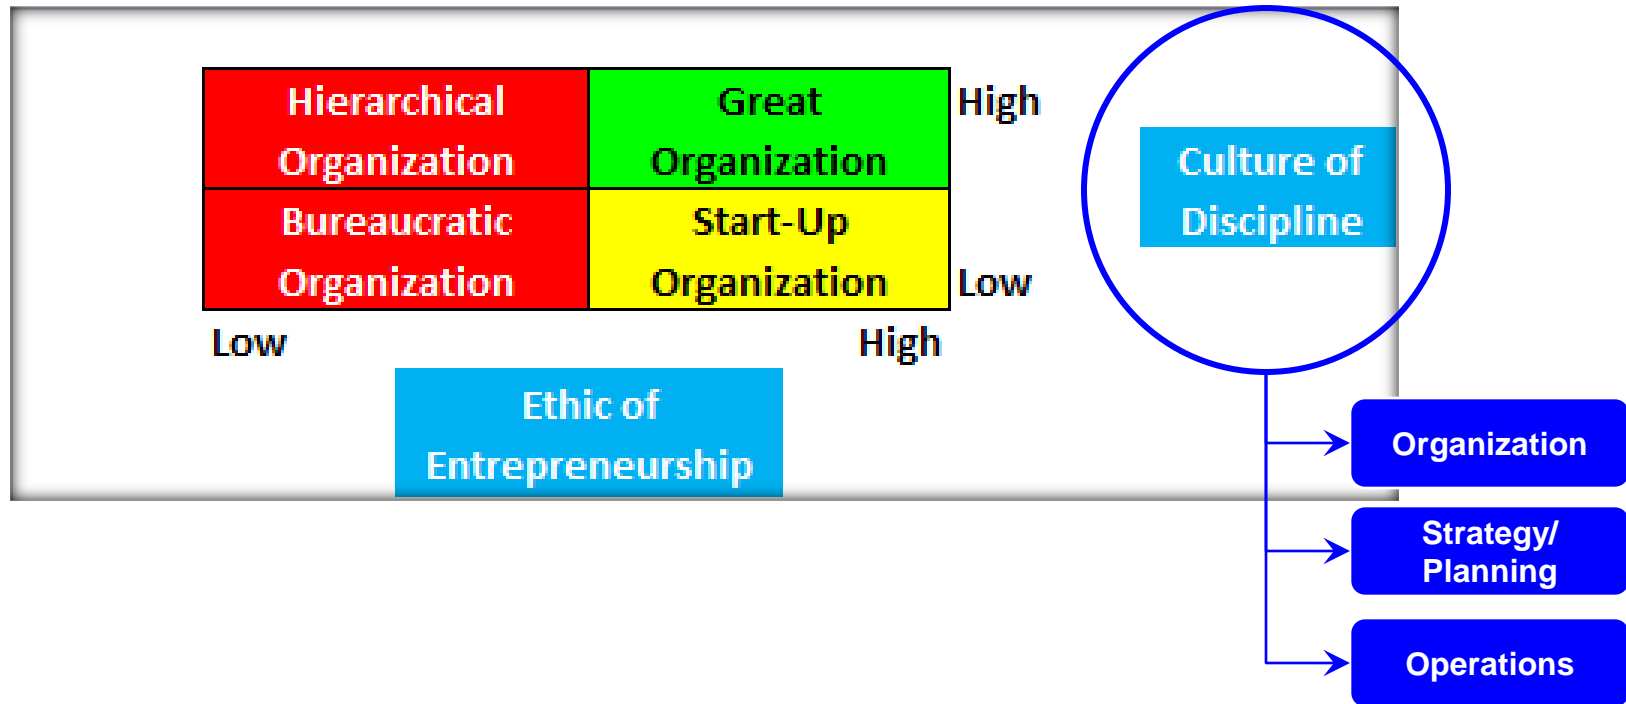 Hierarchical
Organization
Great
Organization
High
Bureaucratic
Organization
Start-Up
Organization
Low
Low
High
Ethic of
Entrepreneurship
Culture of
Discipline
Organization
Strategy/
Planning
Operations